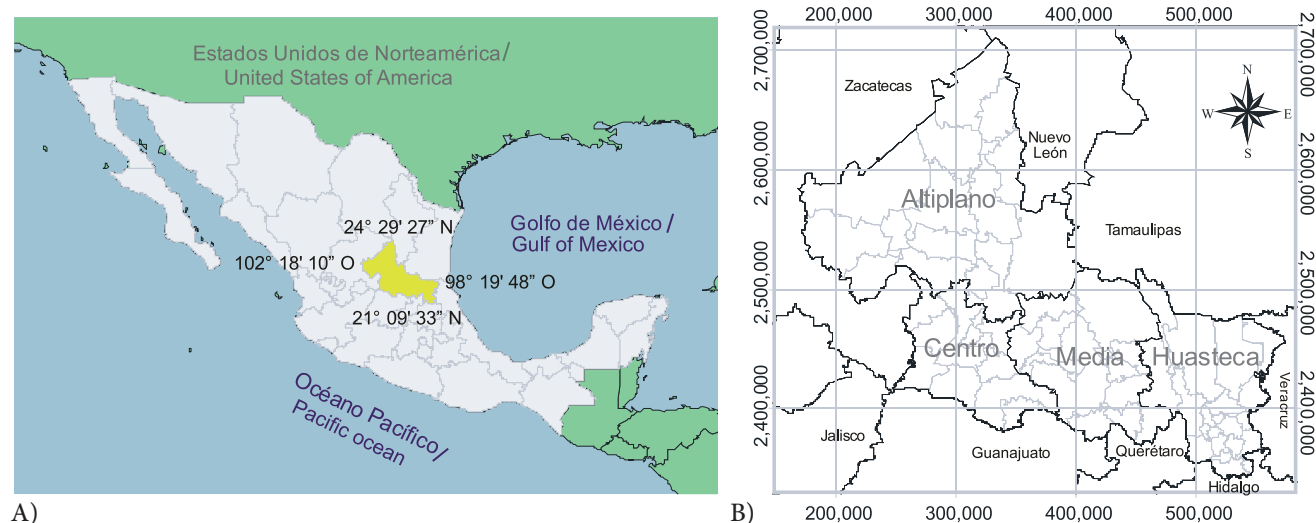 Estados Unidos de Norteamérica/
United States of America
24° 29' 27” N
Golfo de México /
Gulf of Mexico
102° 18' 10” O
98° 19' 48” O
21° 09' 33” N
Océano Pacífico/
Pacific ocean
A)
200,000 300,000 400,000 500,000
2,700,000
2,600,000
2,500,000
2,400,000
2,700,000
2,600,000
2,500,000
2,400,000
Zacatecas
N
W E
S
Nuevo
León
Altiplano
Tamaulipas
Centro
Media
Huasteca
Veracruz
Jalisco
Guanajuato
Querétaro
Hidalgo
200,000 300,000 400,000 500,000
B)